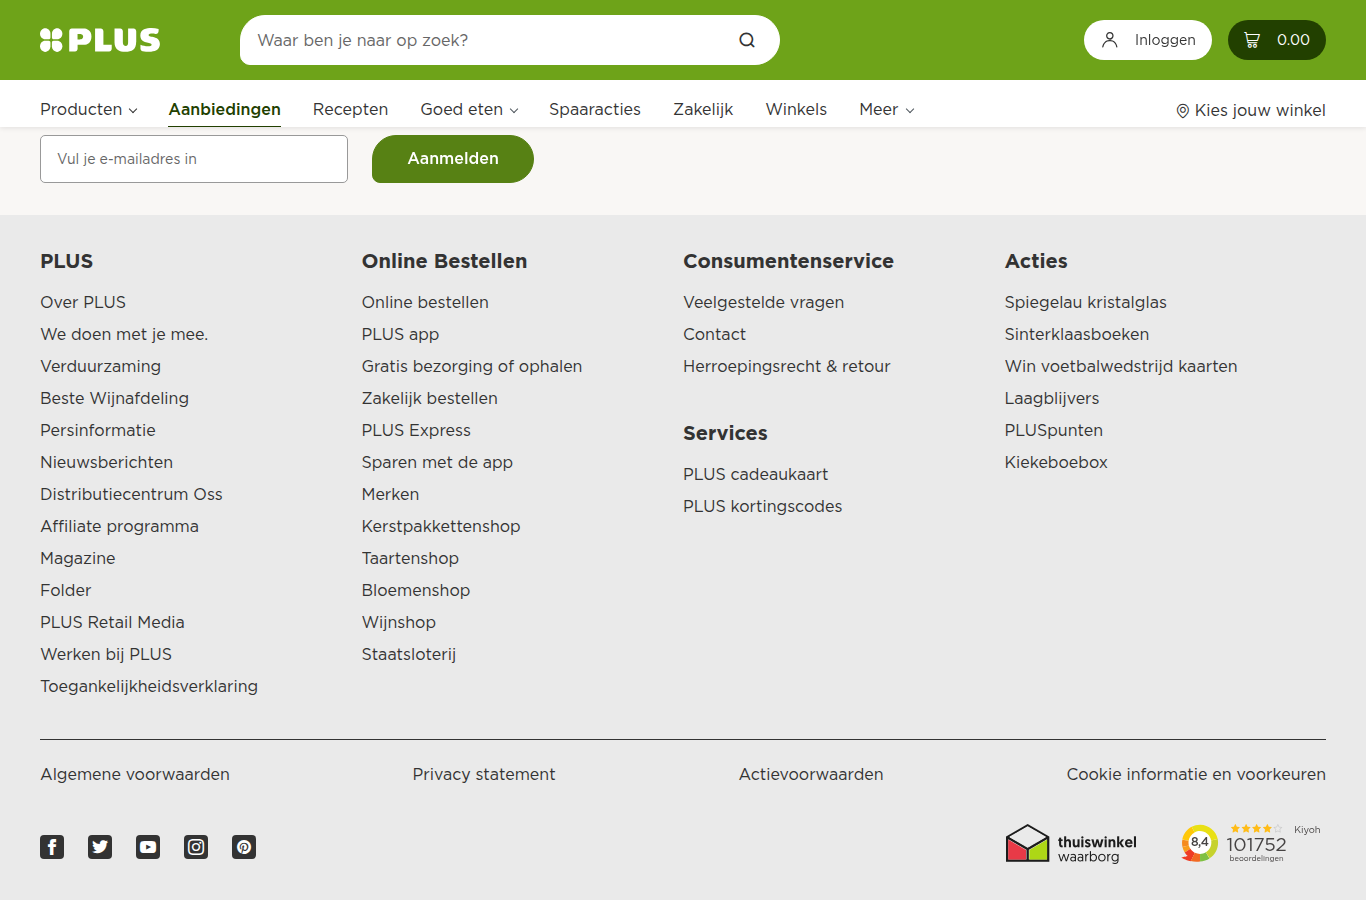 PLUS
Waar ben je naar op zoek?
Inloggen
0.00
Producten
Aanbiedingen
Recepten
Goed eten
Spaaracties
Zakelijk
Winkels
Meer
Kies jouw winkel
Vul je e-mailadres in
Aanmelden
PLUS
Over PLUS
We doen met je mee.
Verduurzaming
Beste Wijnafdeling
Persinformatie
Nieuwsberichten
Distributiecentrum Oss
Affiliate programma
Magazine
Folder
PLUS Retail Media
Werken bij PLUS
Toegankelijkheidsverklaring
Online Bestellen
Online bestellen
PLUS app
Gratis bezorging of ophalen
Zakelijk bestellen
PLUS Express
Sparen met de app
Merken
Kerstpakkettenshop
Taartenshop
Bloemenshop
Wijnshop
Staatsloterij
Consumentenservice
Veelgestelde vragen
Contact
Herroepingsrecht & retour
Services
PLUS cadeaukaart
PLUS kortingscodes
Acties
Spiegelau kristalglas
Sinterklaasboeken
Win voetbalwedstrijd kaarten
Laagblijvers
PLUSpunten
Kiekeboebox
Algemene voorwaarden
Privacy statement
Actievoorwaarden
Cookie informatie en voorkeuren
thuiswinkel
waarborg
8,4
Kiyoh
101752
beoordelingen